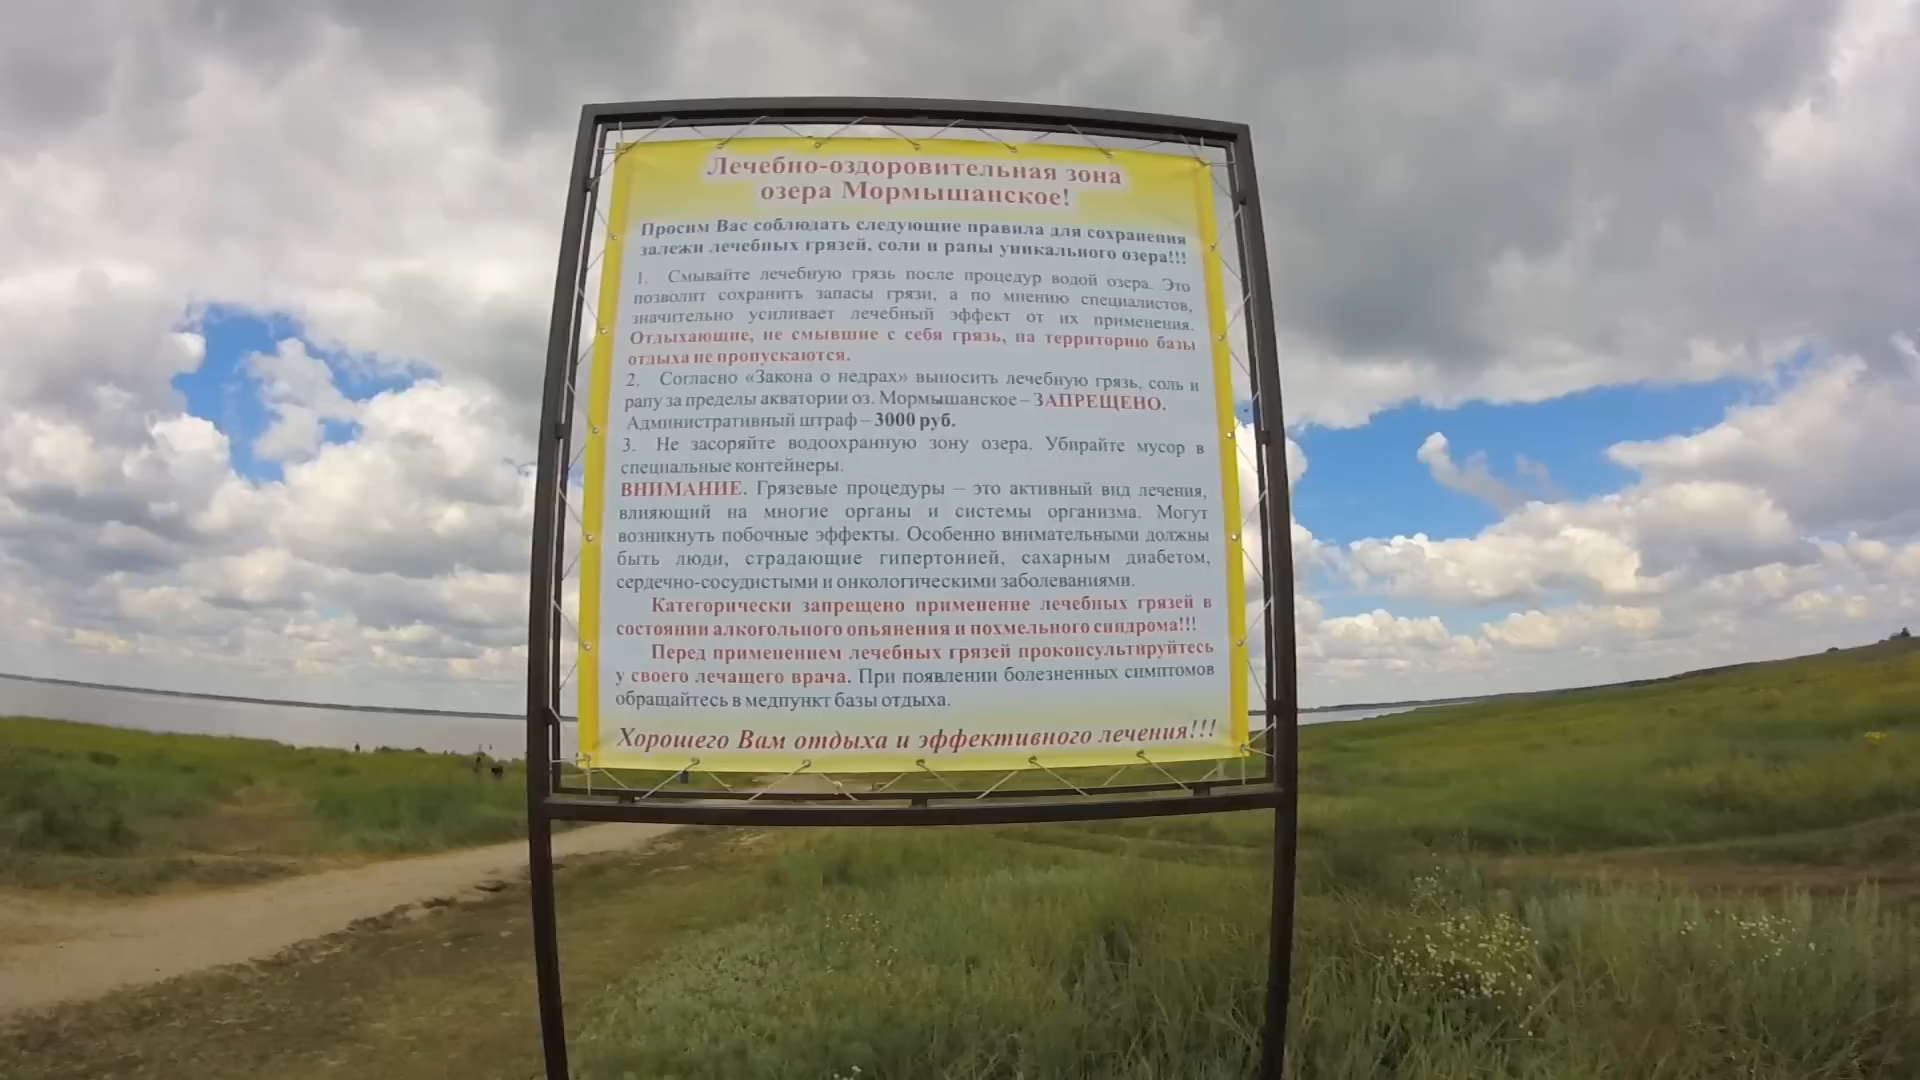 Лечебно-оздоровительная зона
озера Мормышанское!
Просим Вас соблюдать следующие правила для сохранения
залежи лечебных грязей, соли и рапы уникального озера!!!
1. Смывайте лечебную грязь после процедур водой озера. Это
позволит сохранить запасы грязи, а по мнению специалистов,
значительно усиливает лечебный эффект от их применения.
Отдыхающие, не смывшие с себя грязь, на территорию базы
отдыха не пропускаются.
2. Согласно «Закона о недрах» выносить лечебную грязь, соль и
рапу за пределы акватории оз. Мормышанское – ЗАПРЕЩЕНО.
Административный штраф – 3000 руб.
3. Не засоряйте водоохранную зону озера. Убирайте мусор в
специальные контейнеры.
ВНИМАНИЕ. Грязевые процедуры – это активный вид лечения,
влияющий на многие органы и системы организма. Могут
возникнуть побочные эффекты. Особенно внимательными должны
быть люди, страдающие гипертонией, сахарным диабетом,
сердечно-сосудистыми и онкологическими заболеваниями.
Категорически запрещено применение лечебных грязей в
состоянии алкогольного опьянения и похмельного синдрома!!!
Перед применением лечебных грязей проконсультируйтесь
у своего лечащего врача. При появлении болезненных симптомов
обращайтесь в медпункт базы отдыха.
Хорошего Вам отдыха и эффективного лечения!!!